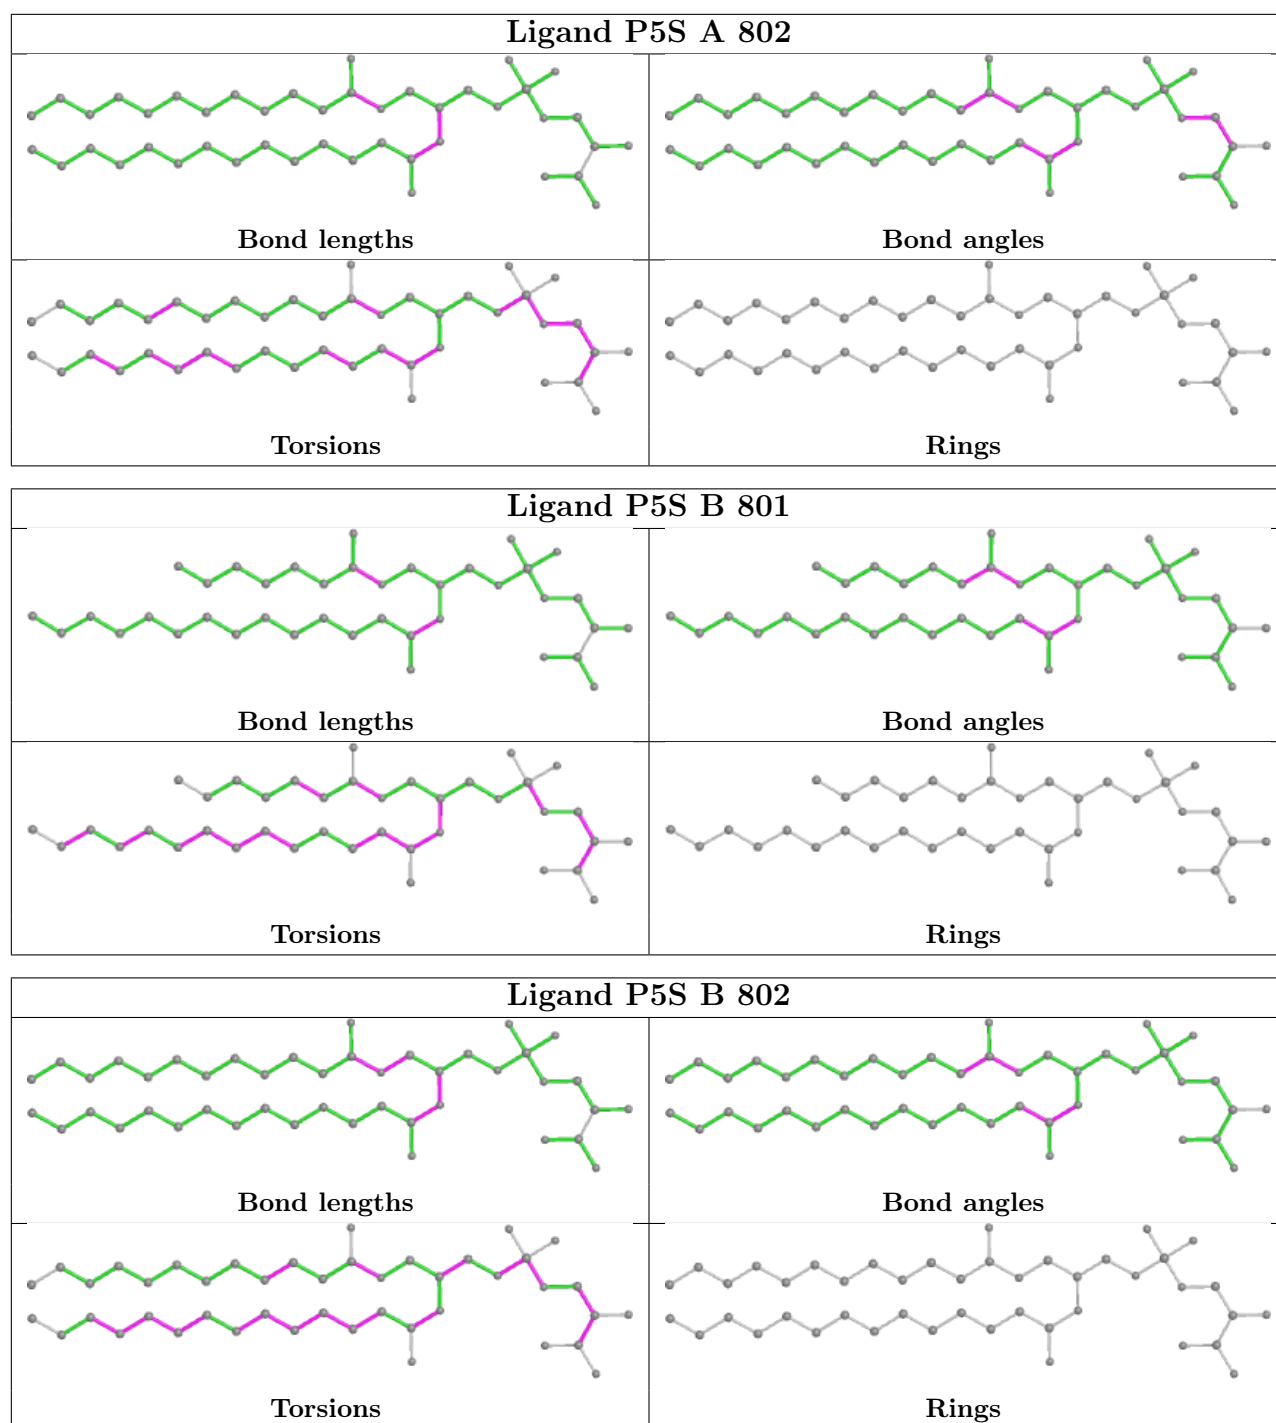 Ligand P5S A 802
Bond lengths
Bond angles
Torsions
Rings
Ligand P5S B 801
Bond lengths
Bond angles
Torsions
Rings
Ligand P5S B 802
Bond lengths
Bond angles
Torsions
Rings